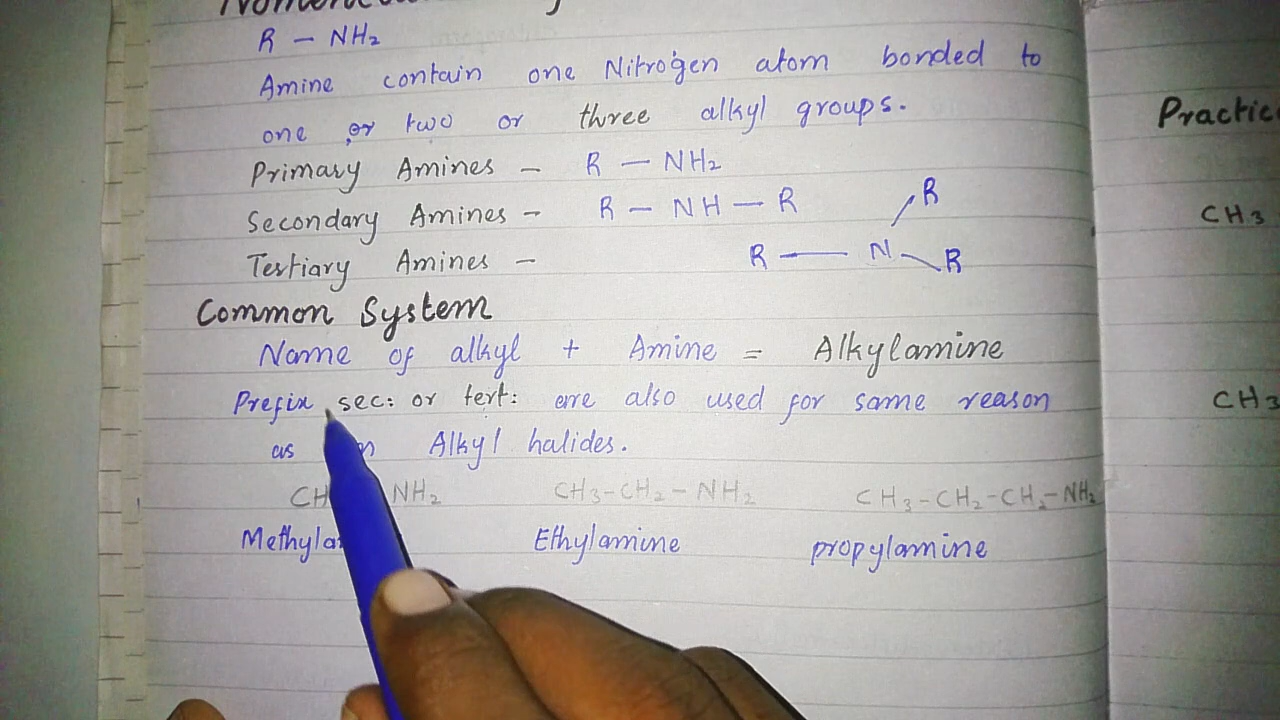 R - NH2
Amine contain one Nitrogen atom bonded to
one or two or three alkyl groups.
Primary Amines - R - NH2
Secondary Amines - R - NH - R
R
Tertiary Amines - R - N - R
Common System
Name of alkyl + Amine = Alkylamine
Prefix sec: or tert: are also used for same reason
as Alkyl halides.
CH NH2 CH3-CH2-NH2 CH3-CH2-CH2-NH2
Ethylamine propylamine
CH3
CH3